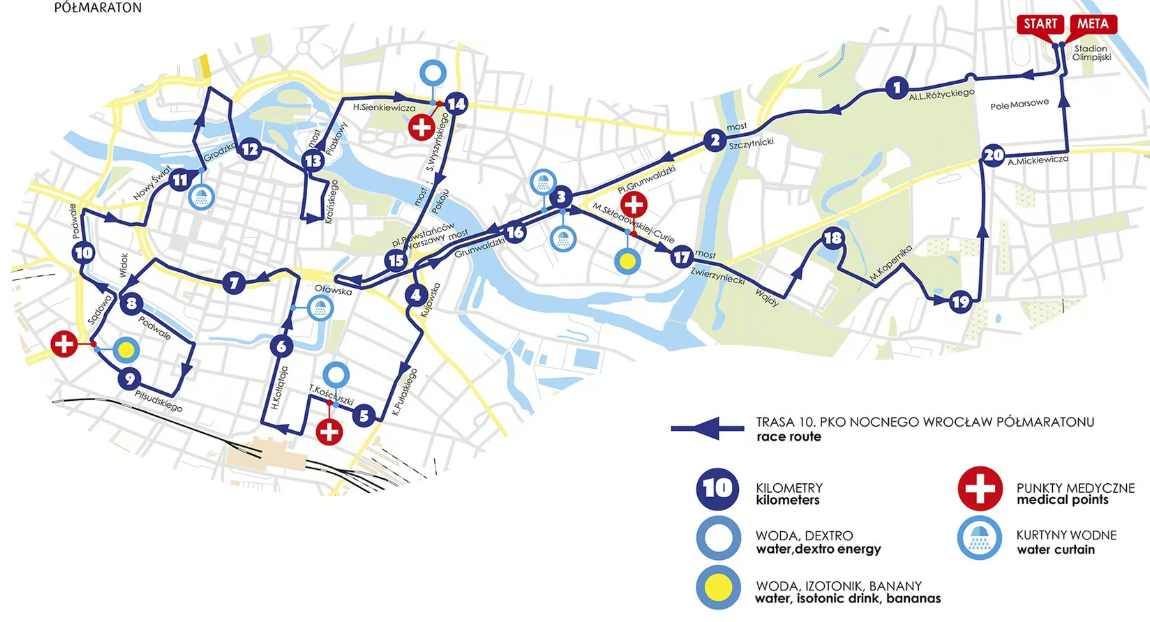 PÓŁMARATON
START META
Stadion
Olimpijski
1
Al.L.Różyckiego
Pole Marsowe
H.Sienkiewicza
14
most
Szczytnicki
2
Grodzka
12
13
most
Piaskowy
S.Wyszyńskiego
20
A.Mickiewicza
Nowy Świat
11
Kraińskiego
most
Pokoju
Pl.Grunwaldzki
3
M.Skłodowskiej-Curie
Podwale
pl.Powstańców
Warszawy
most
Grunwaldzki
16
18
10
Widok
15
17
most
Zwierzyniecki
M.Kopernika
7
Oławska
4
Kujawska
Wajdy
19
8
Sądowa
Podwale
6
9
Piłsudskiego
H.Kołłątaja
T.Kościuszki
5
K.Pułaskiego
TRASA 10. PKO NOCNEGO WROCŁAW PÓŁMARATONU
race route
10
KILOMETRY
kilometers
PUNKTY MEDYCZNE
medical points
WODA, DEXTRO
water,dextro energy
KURTYNY WODNE
water curtain
WODA, IZOTONIK, BANANY
water, isotonic drink, bananas